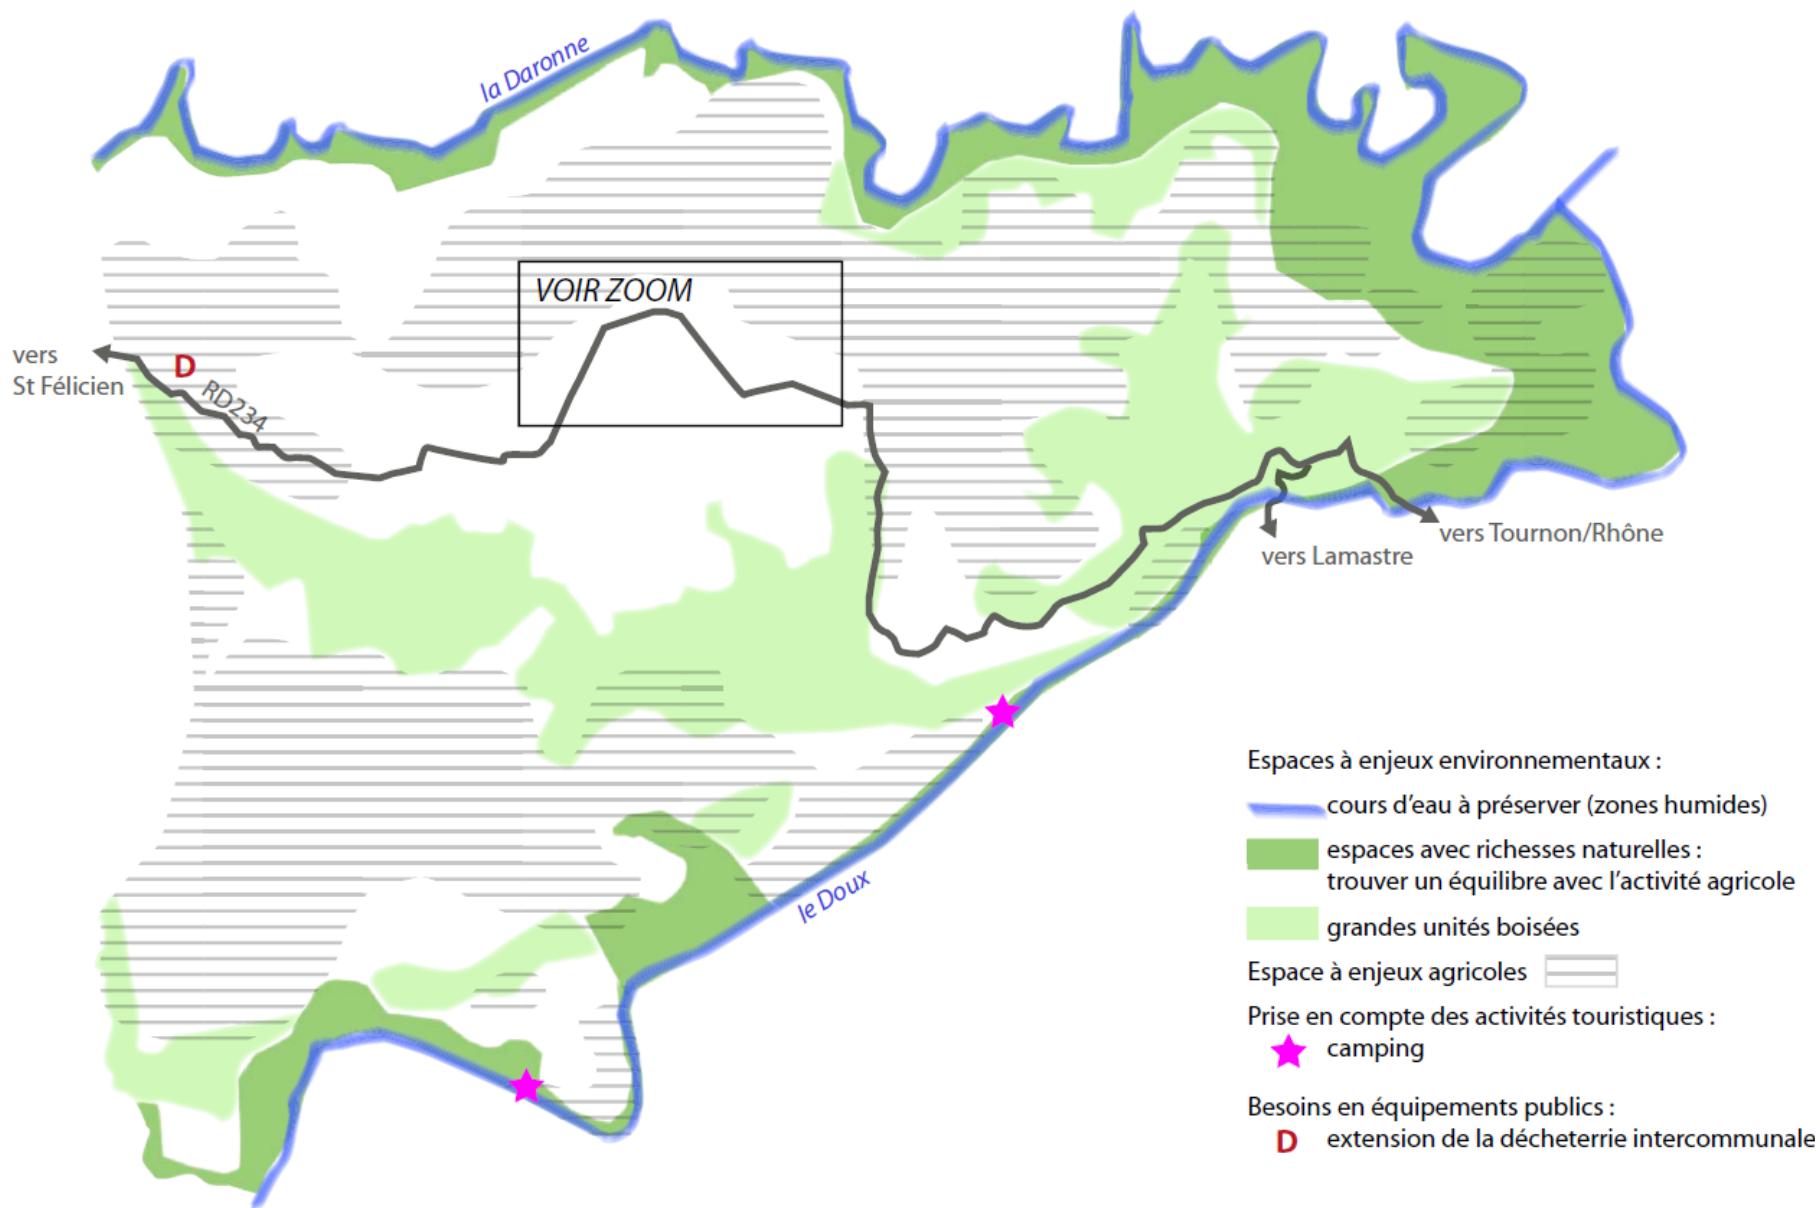 la Daronne
VOIR ZOOM
vers
St Félicien
D
RD234
vers Tournon/Rhône
vers Lamastre
le Doux
Espaces à enjeux environnementaux :
cours d'eau à préserver (zones humides)
espaces avec richesses naturelles :
trouver un équilibre avec l'activité agricole
grandes unités boisées
Espace à enjeux agricoles
Prise en compte des activités touristiques :
camping
Besoins en équipements publics :
D extension de la décheterrie intercommunale